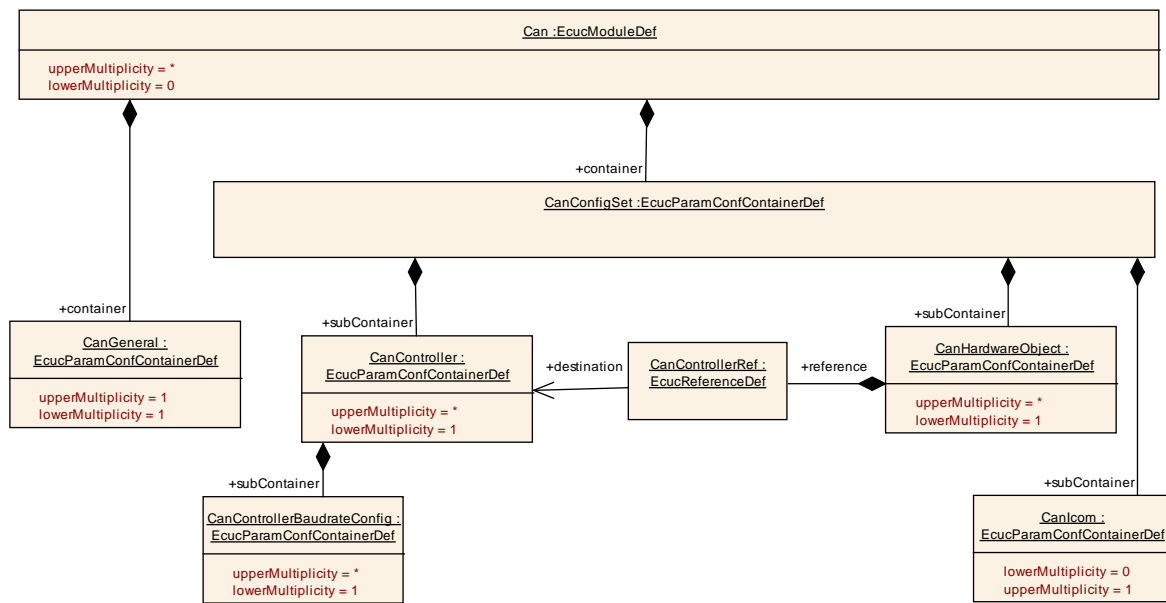 Can :EcucModuleDef
upperMultiplicity = *
lowerMultiplicity = 0
+container
CanConfigSet :EcucParamConfContainerDef
+container
CanGeneral :
EcucParamConfContainerDef
upperMultiplicity = 1
lowerMultiplicity = 1
+subContainer
CanController :
EcucParamConfContainerDef
upperMultiplicity = *
lowerMultiplicity = 1
+destination
CanControllerRef :
EcucReferenceDef
+reference
+subContainer
CanHardwareObject :
EcucParamConfContainerDef
upperMultiplicity = *
lowerMultiplicity = 1
+subContainer
CanControllerBaudrateConfig :
EcucParamConfContainerDef
upperMultiplicity = *
lowerMultiplicity = 1
+subContainer
CanIcom :
EcucParamConfContainerDef
lowerMultiplicity = 0
upperMultiplicity = 1